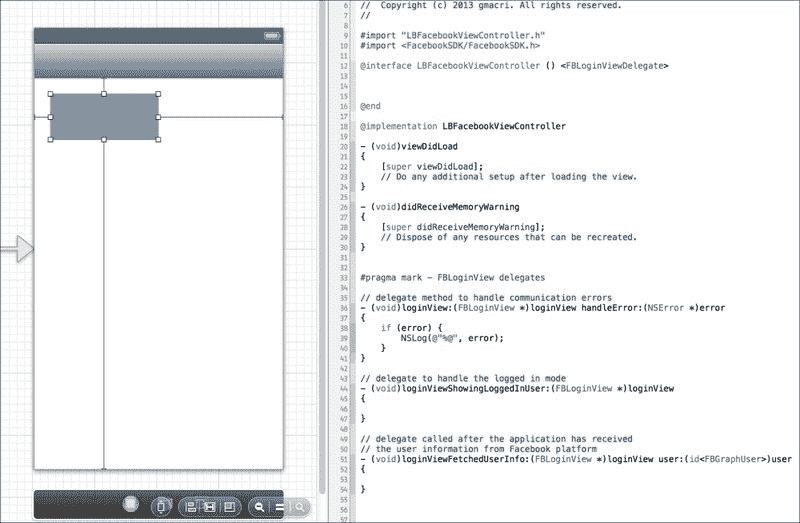 6 //  Copyright (c) 2013 gmacri. All rights reserved.
7 //
8
9 #import "LBFacebookViewController.h"
10 #import <FacebookSDK/FacebookSDK.h>
11
12 @interface LBFacebookViewController () <FBLoginViewDelegate>
13
14
15
16 @end
17
18 @implementation LBFacebookViewController
19
20 - (void)viewDidLoad
21 {
22     [super viewDidLoad];
23     // Do any additional setup after loading the view.
24 }
25
26 - (void)didReceiveMemoryWarning
27 {
28     [super didReceiveMemoryWarning];
29     // Dispose of any resources that can be recreated.
30 }
31
32
33 #pragma mark - FBLoginView delegates
34
35 // delegate method to handle communication errors
36 - (void)loginView:(FBLoginView *)loginView handleError:(NSError *)error
37 {
38     if (error) {
39         NSLog(@"%@", error);
40     }
41 }
42
43 // delegate to handle the logged in mode
44 - (void)loginViewShowingLoggedInUser:(FBLoginView *)loginView
45 {
46
47 }
48
49 // delegate called after the application has received
50 // the user information from Facebook platform
51 - (void)loginViewFetchedUserInfo:(FBLoginView *)loginView user:(id<FBGraphUser>)user
52 {
53
54 }
55
56
57